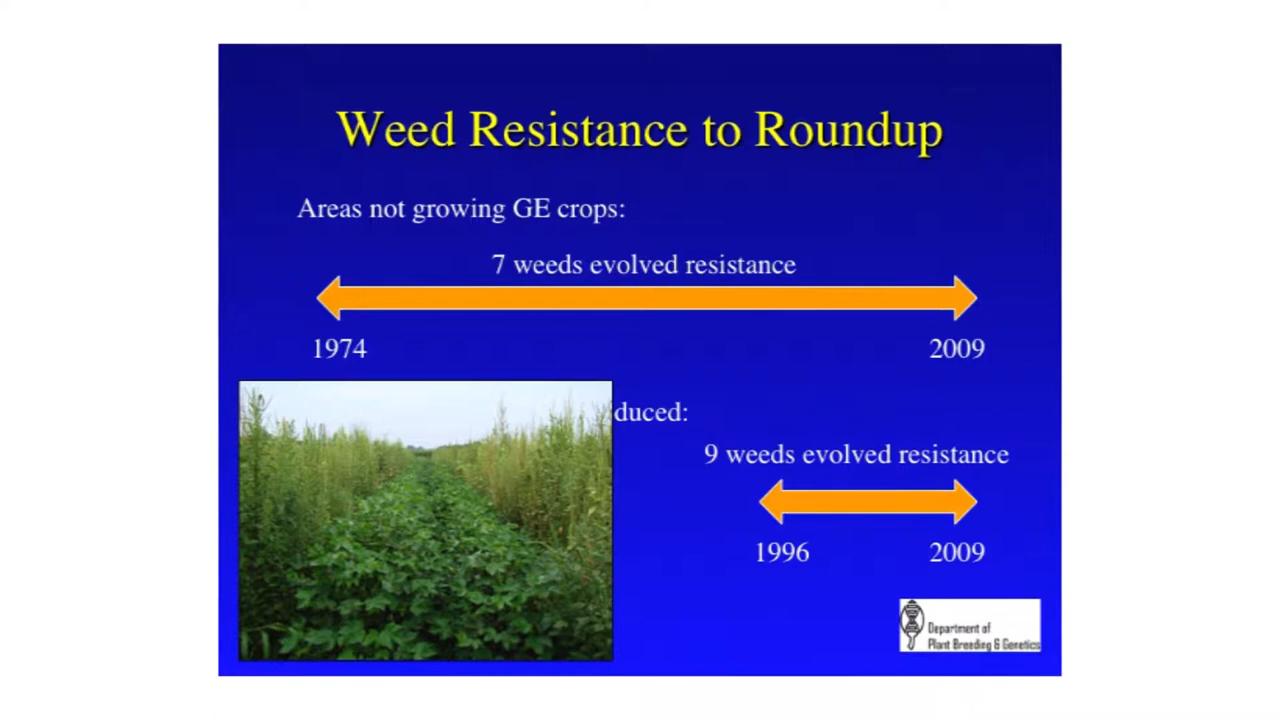 Weed Resistance to Roundup
Areas not growing GE crops:
7 weeds evolved resistance
1974 2009
duced:
9 weeds evolved resistance
1996 2009
Department of
Plant Breeding & Genetics